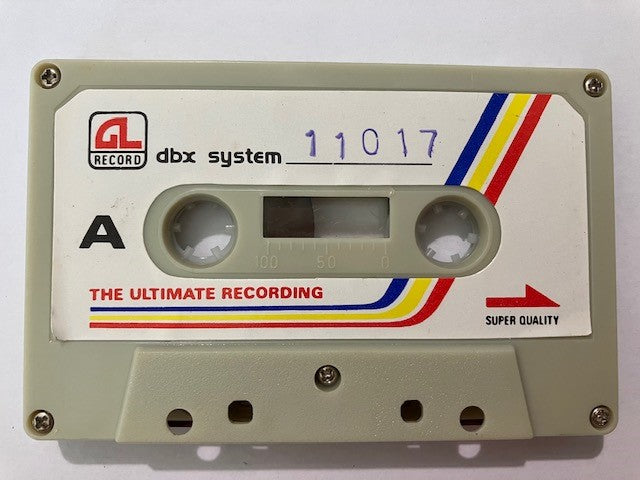 GL
RECORD
dbx system 11017
A
100 50 0
THE ULTIMATE RECORDING
SUPER QUALITY